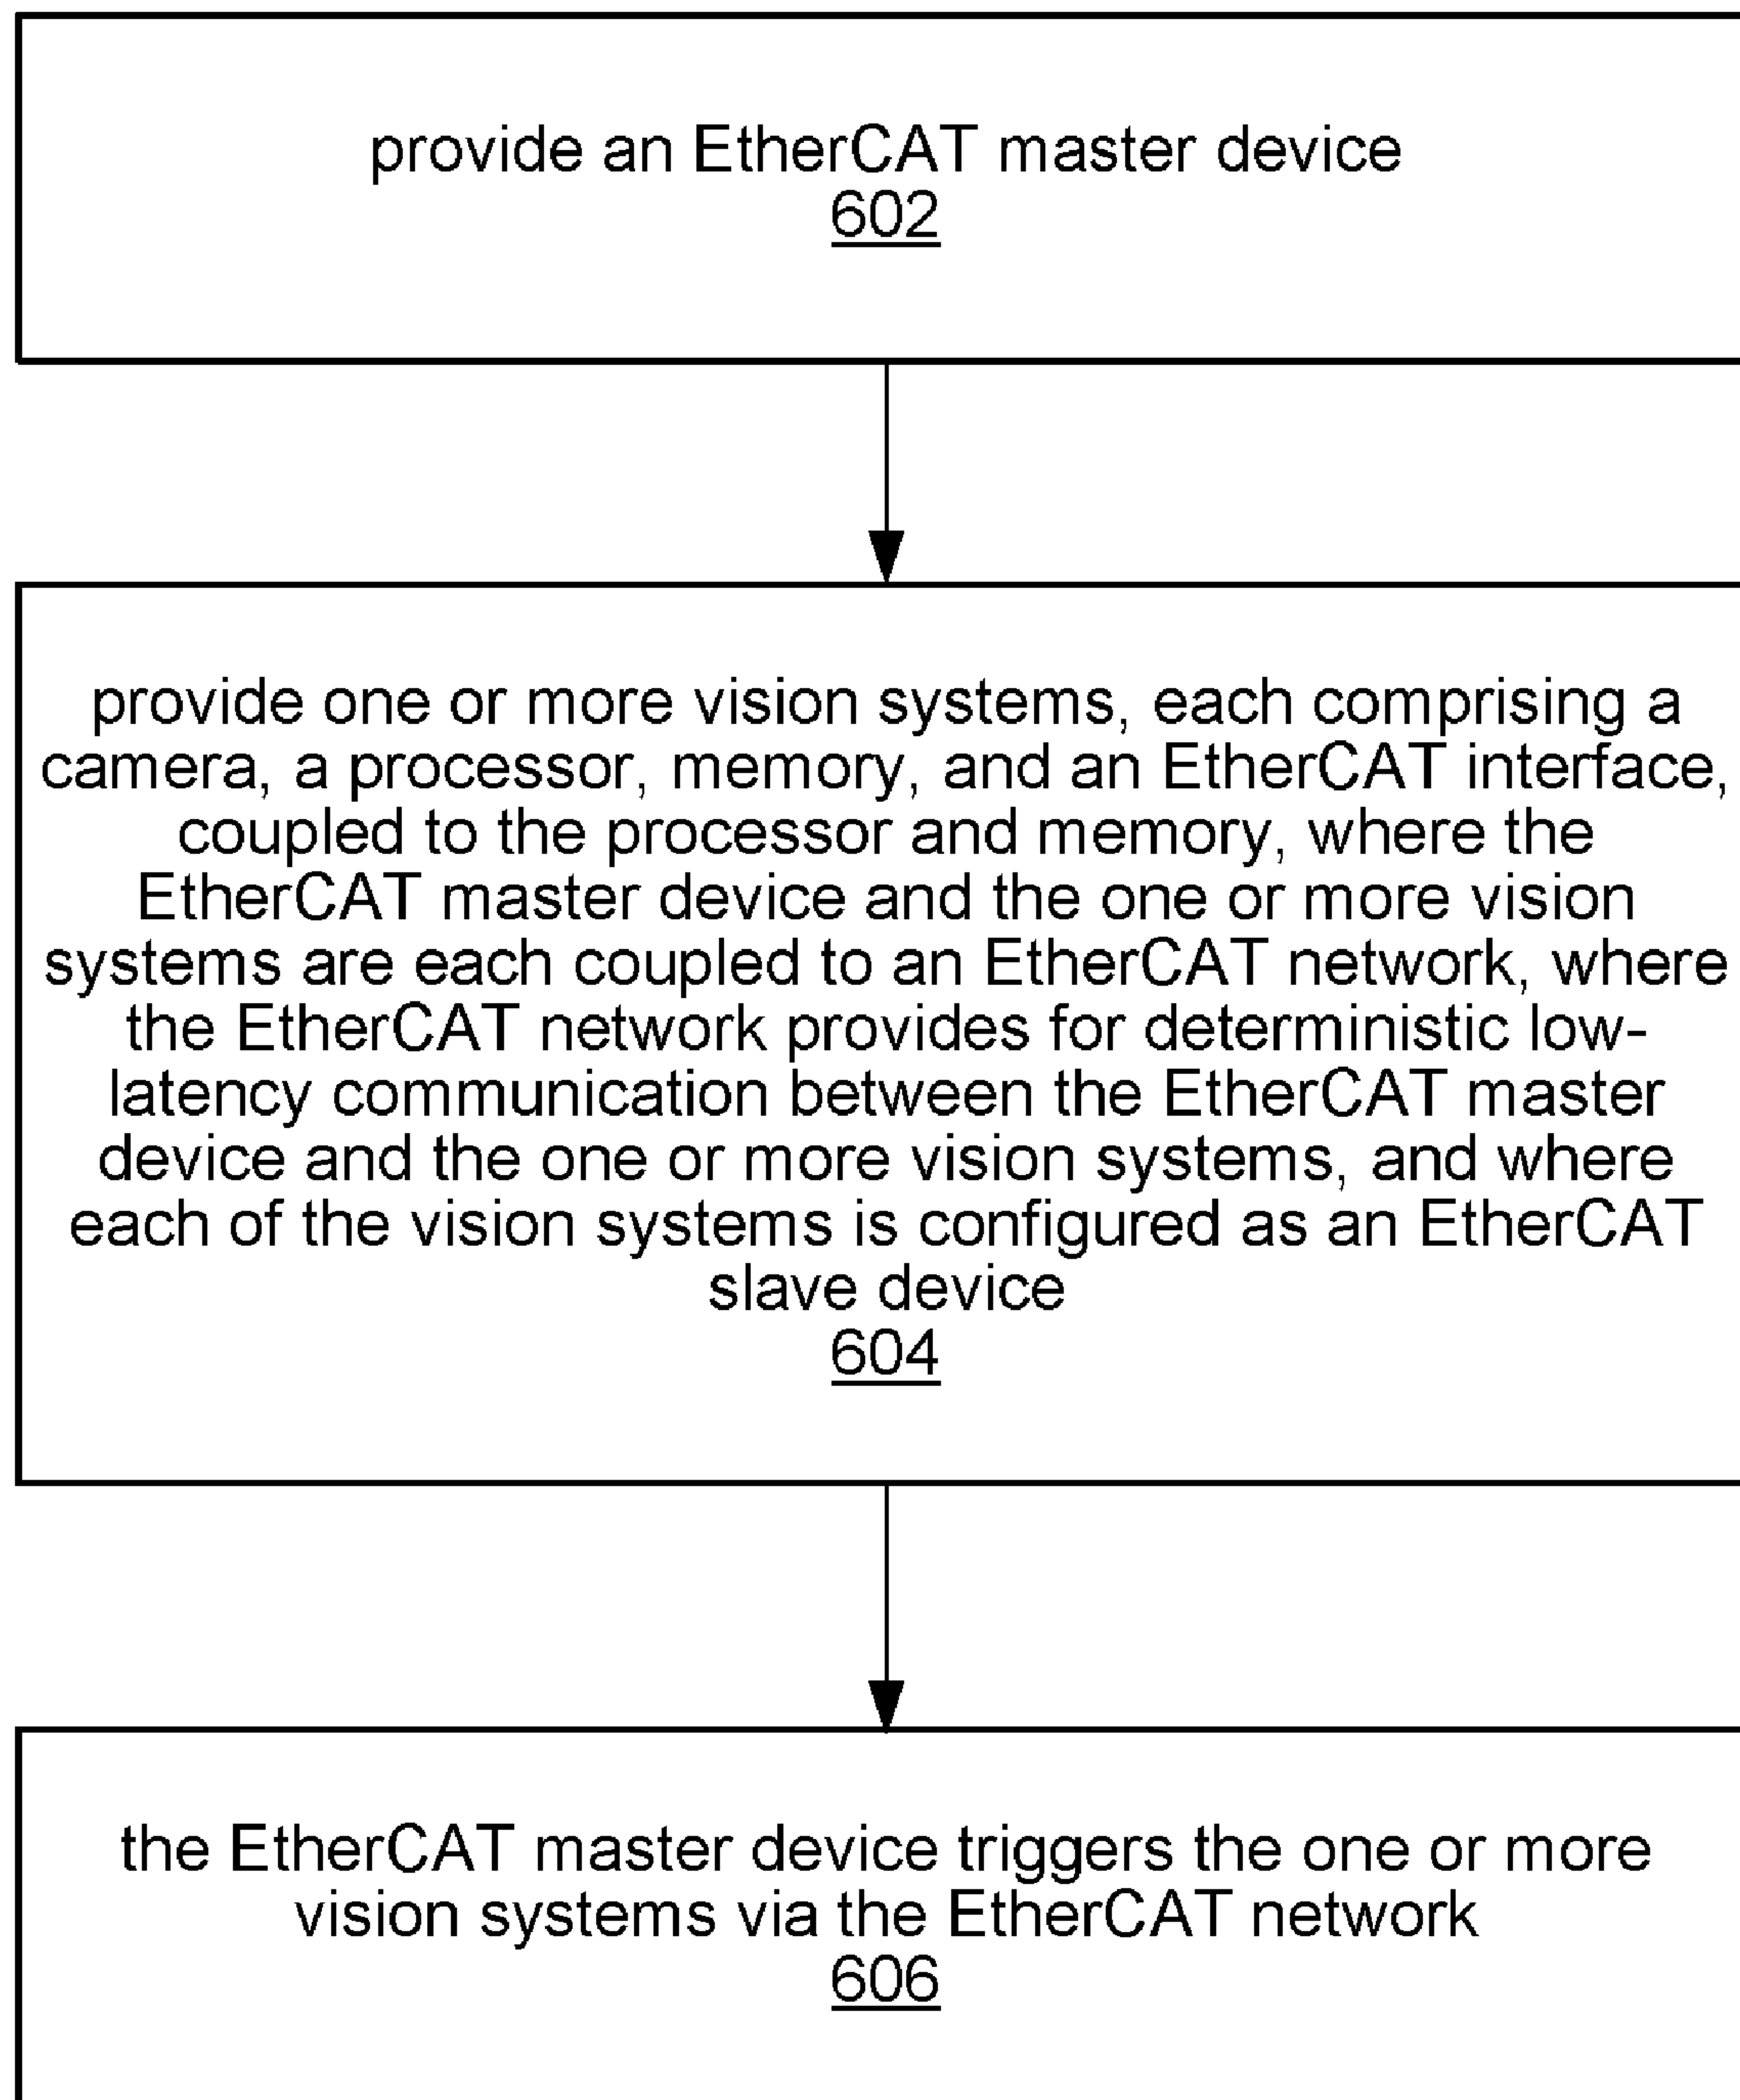 provide an EtherCAT master device
602
provide one or more vision systems, each comprising a
camera, a processor, memory, and an EtherCAT interface,
coupled to the processor and memory, where the
EtherCAT master device and the one or more vision
systems are each coupled to an EtherCAT network, where
the EtherCAT network provides for deterministic low-
latency communication between the EtherCAT master
device and the one or more vision systems, and where
each of the vision systems is configured as an EtherCAT
slave device
604
the EtherCAT master device triggers the one or more
vision systems via the EtherCAT network
606